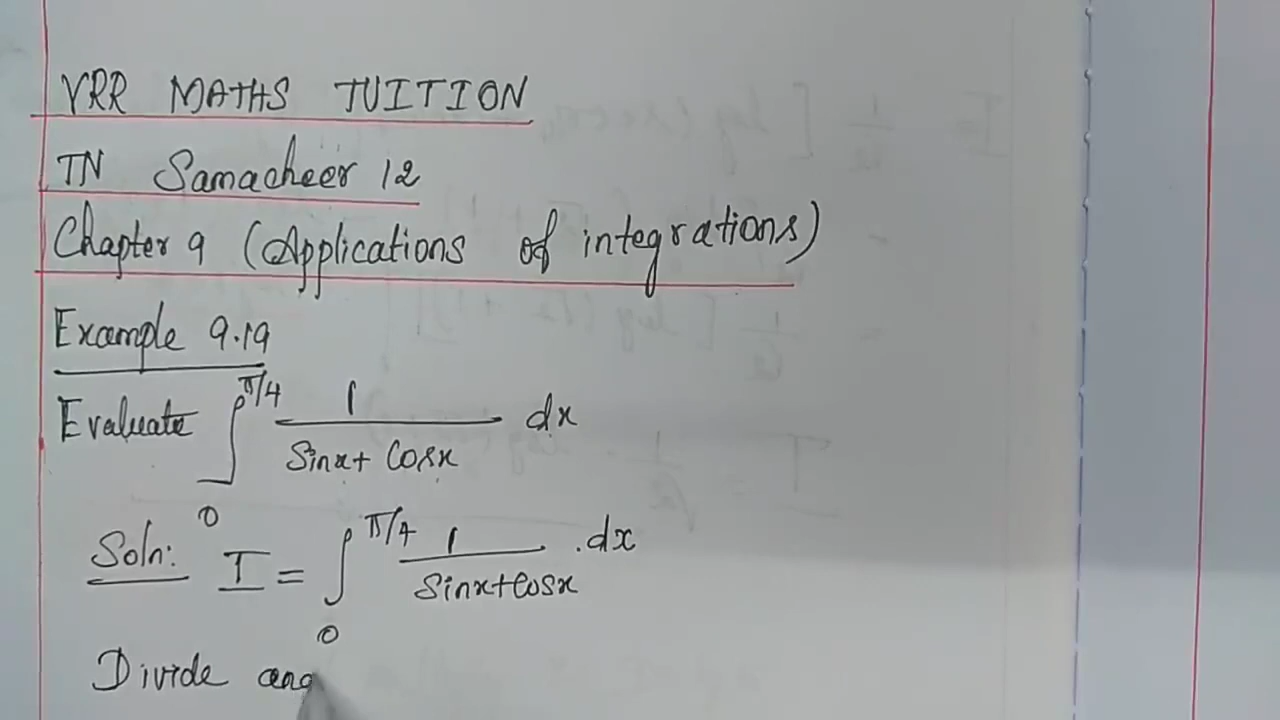 VRR MATHS TUITION
TN Samacheer 12
Chapter 9 (Applications of integrations)
Example 9.19
Evaluate ∫₀^π/4 1/(Sinx + Cosx) dx
Soln: I = ∫₀^π/4 1/(Sinx+Cosx) .dx
Divide ang